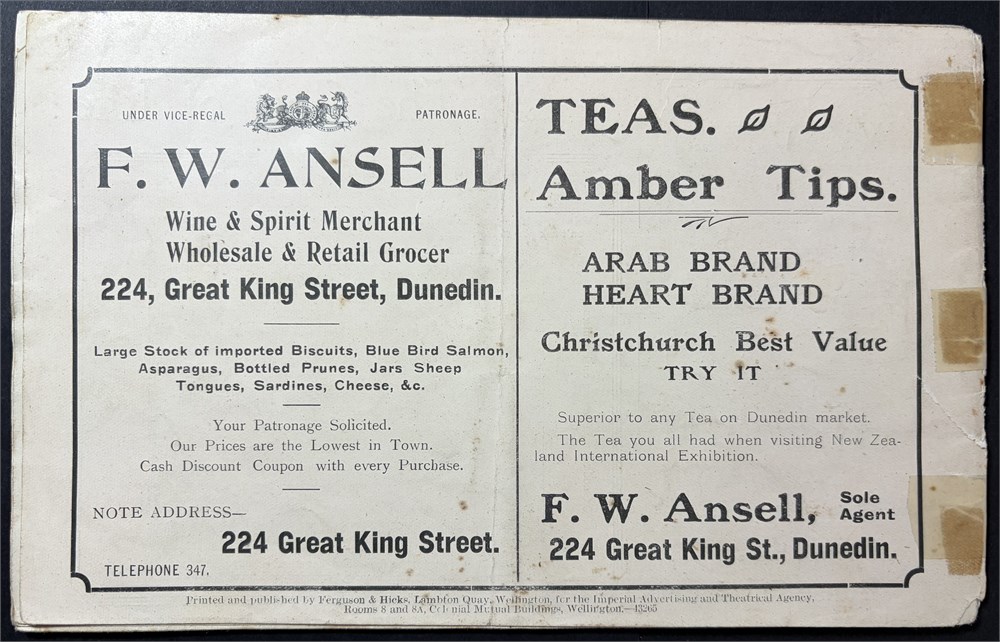 UNDER VICE-REGAL PATRONAGE.
F. W. ANSELL
Wine & Spirit Merchant
Wholesale & Retail Grocer
224, Great King Street, Dunedin.
Large Stock of imported Biscuits, Blue Bird Salmon,
Asparagus, Bottled Prunes, Jars Sheep
Tongues, Sardines, Cheese, &c.
Your Patronage Solicited.
Our Prices are the Lowest in Town.
Cash Discount Coupon with every Purchase.
NOTE ADDRESS—
224 Great King Street.
TELEPHONE 347.
TEAS.
Amber Tips.
ARAB BRAND
HEART BRAND
Christchurch Best Value
TRY IT
Superior to any Tea on Dunedin market.
The Tea you all had when visiting New Zea-
land International Exhibition.
F. W. Ansell, Sole
Agent
224 Great King St., Dunedin.
Printed and published by Ferguson & Hicks, Lambton Quay, Wellington, for the Imperial Advertising and Theatrical Agency,
Rooms 8 and 8A, Colonial Mutual Buildings, Wellington.—13265